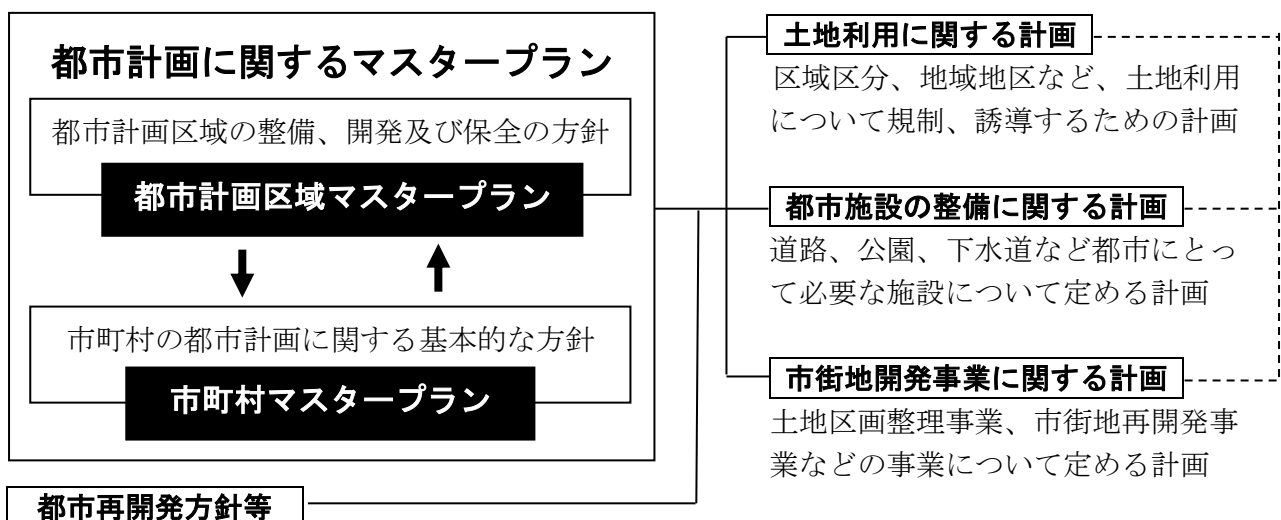 都市計画に関するマスタープラン
都市計画区域の整備、開発及び保全の方針
都市計画区域マスタープラン
市町村の都市計画に関する基本的な方針
市町村マスタープラン
都市再開発方針等
土地利用に関する計画
区域区分、地域地区など、土地利用
について規制、誘導するための計画
都市施設の整備に関する計画
道路、公園、下水道など都市にとっ
て必要な施設について定める計画
市街地開発事業に関する計画
土地区画整理事業、市街地再開発事
業などの事業について定める計画